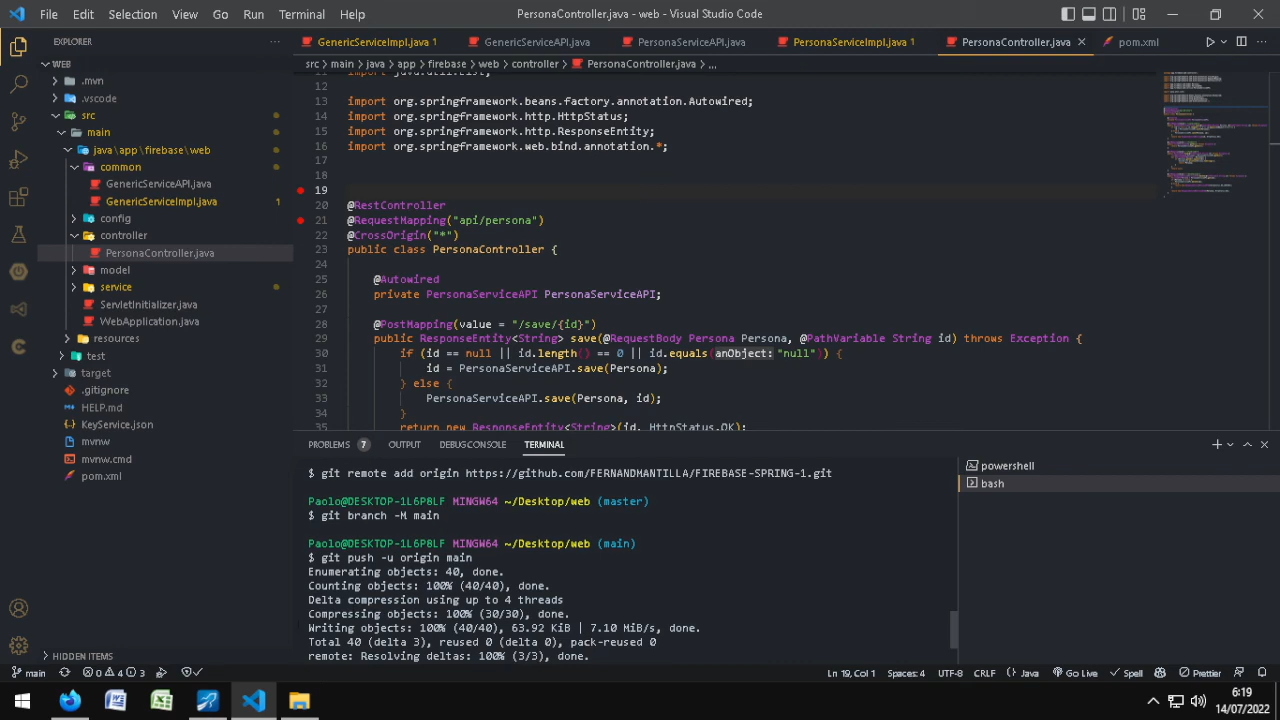 File Edit Selection View Go Run Terminal Help
PersonaController.java - web - Visual Studio Code
EXPLORER
WEB
.mvn
.vscode
src
main
java\app\firebase\web
common
GenericServiceAPI.java
GenericServiceImpl.java 1
config
controller
PersonaController.java
model
service
ServletInitializer.java
WebApplication.java
resources
test
target
.gitignore
HELP.md
KeyService.json
mvnw
mvnw.cmd
pom.xml
HIDDEN ITEMS
GenericServiceImpl.java 1 GenericServiceAPI.java PersonaServiceAPI.java PersonaServiceImpl.java 1 PersonaController.java pom.xml
src > main > java > app > firebase > web > controller > PersonaController.java > ...
11 import java.util.List;
12
13 import org.springframework.beans.factory.annotation.Autowired;
14 import org.springframework.http.HttpStatus;
15 import org.springframework.http.ResponseEntity;
16 import org.springframework.web.bind.annotation.*;
17
18
19
20 @RestController
21 @RequestMapping("api/persona")
22 @CrossOrigin("*")
23 public class PersonaController {
24
25 @Autowired
26 private PersonaServiceAPI PersonaServiceAPI;
27
28 @PostMapping(value = "/save/{id}")
29 public ResponseEntity<String> save(@RequestBody Persona Persona, @PathVariable String id) throws Exception {
30 if (id == null || id.length() == 0 || id.equals(anObject: "null")) {
31 id = PersonaServiceAPI.save(Persona);
32 } else {
33 PersonaServiceAPI.save(Persona, id);
34 }
35 return new ResponseEntity<String>(id, HttpStatus.OK);
PROBLEMS 7 OUTPUT DEBUG CONSOLE TERMINAL
$ git remote add origin https://github.com/FERNANDMANTILLA/FIREBASE-SPRING-1.git
Paolo@DESKTOP-1L6P8LF MINGW64 ~/Desktop/web (master)
$ git branch -M main
Paolo@DESKTOP-1L6P8LF MINGW64 ~/Desktop/web (main)
$ git push -u origin main
Enumerating objects: 40, done.
Counting objects: 100% (40/40), done.
Delta compression using up to 4 threads
Compressing objects: 100% (30/30), done.
Writing objects: 100% (40/40), 63.92 KiB | 7.10 MiB/s, done.
Total 40 (delta 3), reused 0 (delta 0), pack-reused 0
remote: Resolving deltas: 100% (3/3), done.
powershell
bash
main 0 4 3 Ln 19, Col 1 Spaces: 4 UTF-8 CRLF {} Java Go Live Spell Prettier
6:19
14/07/2022